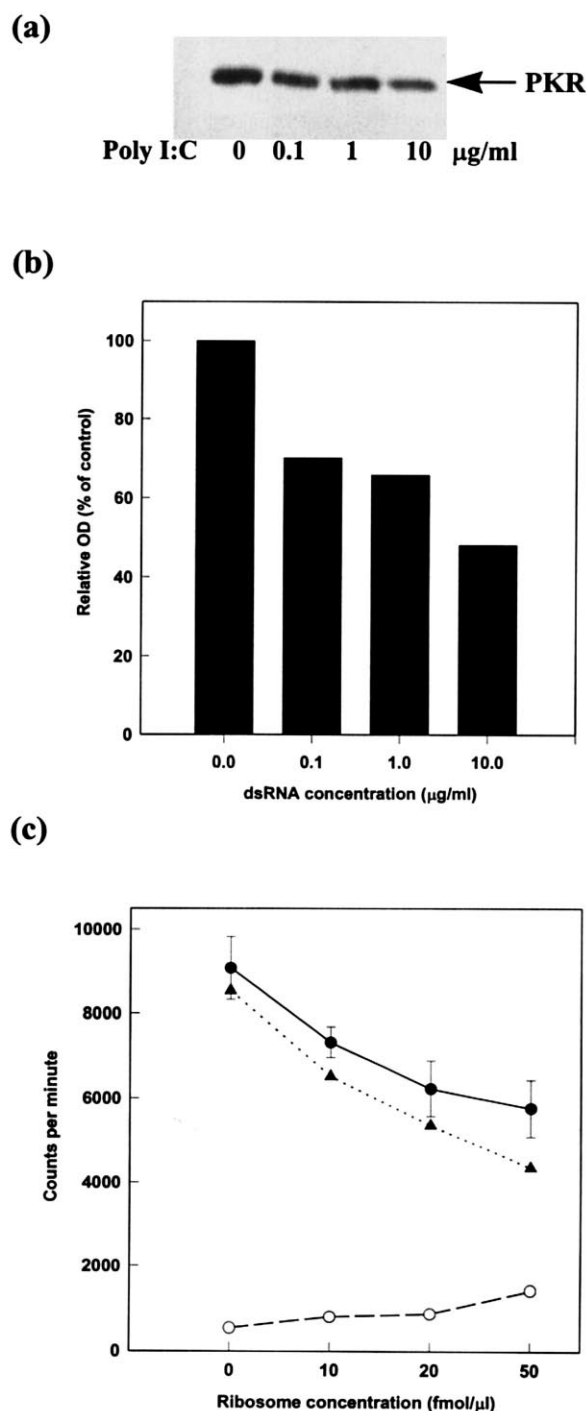 (a)
PKR
Poly I:C 0 0.1 1 10 μg/ml
(b)
100
80
60
40
20
0
Relative OD (% of control)
0.0 0.1 1.0 10.0
dsRNA concentration (μg/ml)
(c)
10000
8000
6000
4000
2000
0
Counts per minute
0 10 20 50
Ribosome concentration (fmol/μl)